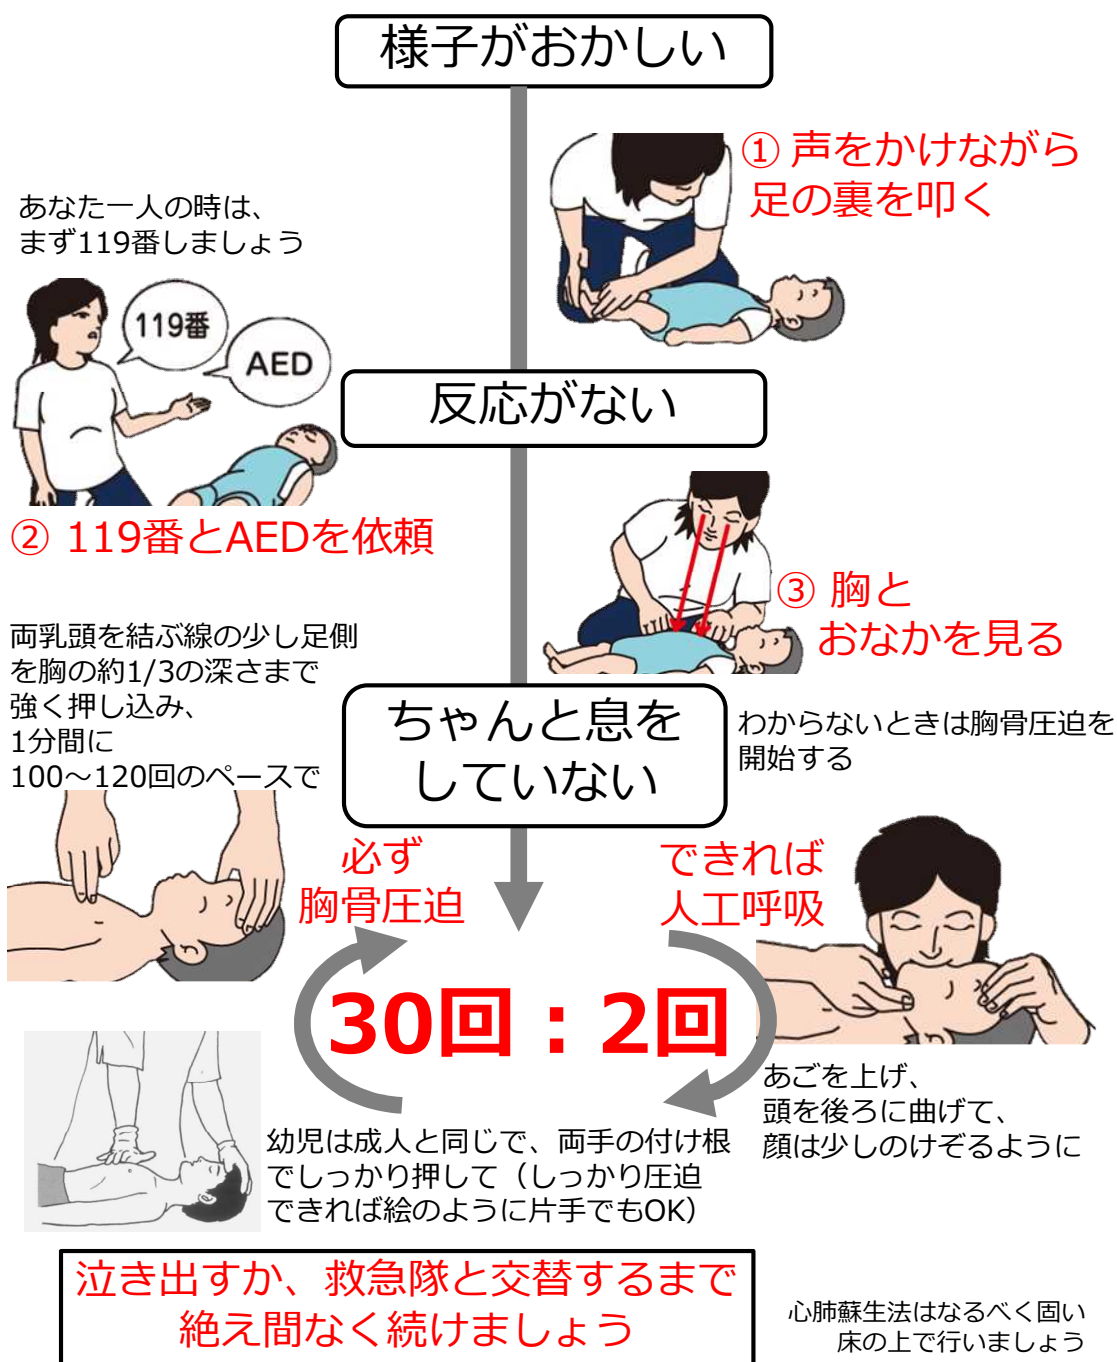 様子がおかしい
① 声をかけながら
足の裏を叩く
あなた一人の時は、
まず119番しましょう
119番
AED
反応がない
② 119番とAEDを依頼
③ 胸と
おなかを見る
両乳頭を結ぶ線の少し足側
を胸の約1/3の深さまで
強く押し込み、
1分間に
100～120回のペースで
ちゃんと息を
していない
わからないときは胸骨圧迫を
開始する
必ず
胸骨圧迫
できれば
人工呼吸
30回：2回
あごを上げ、
頭を後ろに曲げて、
顔は少しのけぞるように
幼児は成人と同じで、両手の付け根
でしっかり押して（しっかり圧迫
できれば絵のように片手でもOK）
泣き出すか、救急隊と交替するまで
絶え間なく続けましょう
心肺蘇生法はなるべく固い
床の上で行いましょう